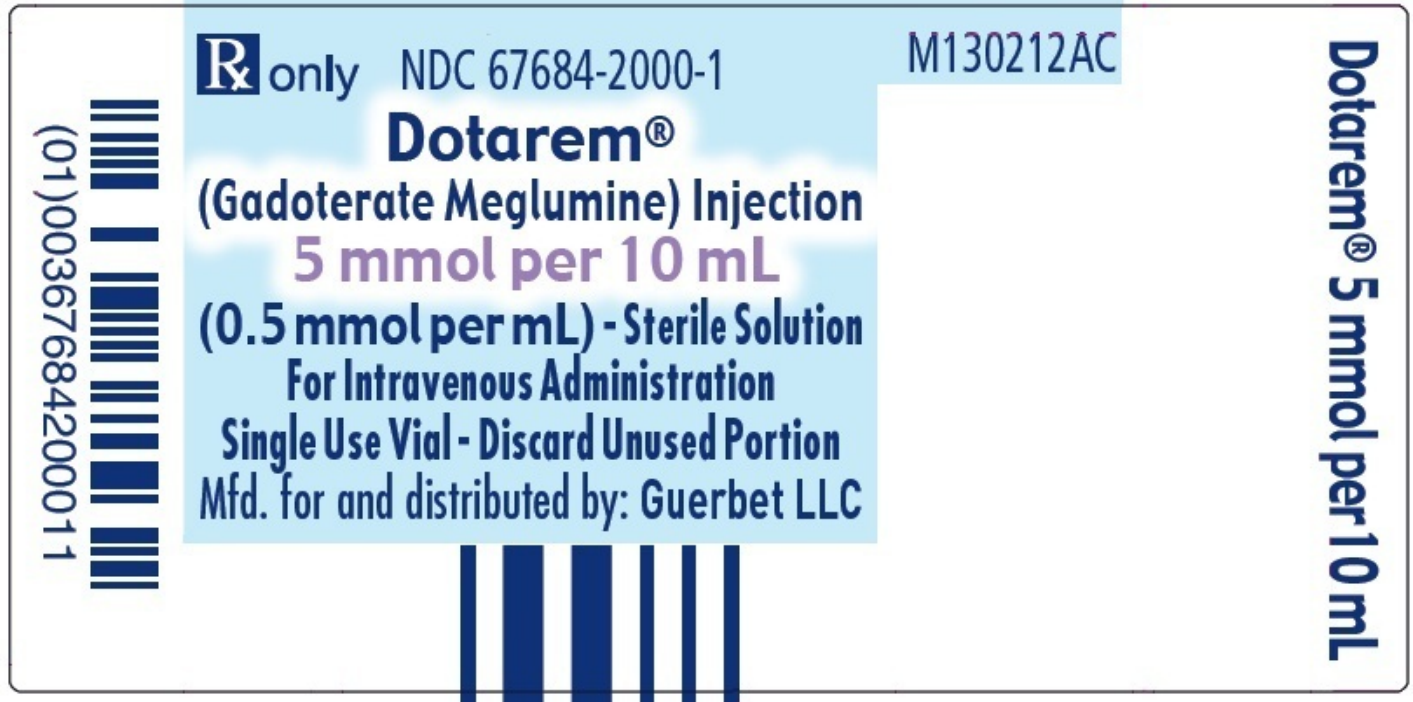 (01)00367684200011
Rx only NDC 67684-2000-1 M130212AC
Dotarem®
(Gadoterate Meglumine) Injection
5 mmol per 10 mL
(0.5 mmol per mL) - Sterile Solution
For Intravenous Administration
Single Use Vial - Discard Unused Portion
Mfd. for and distributed by: Guerbet LLC
Dotarem® 5 mmol per 10 mL